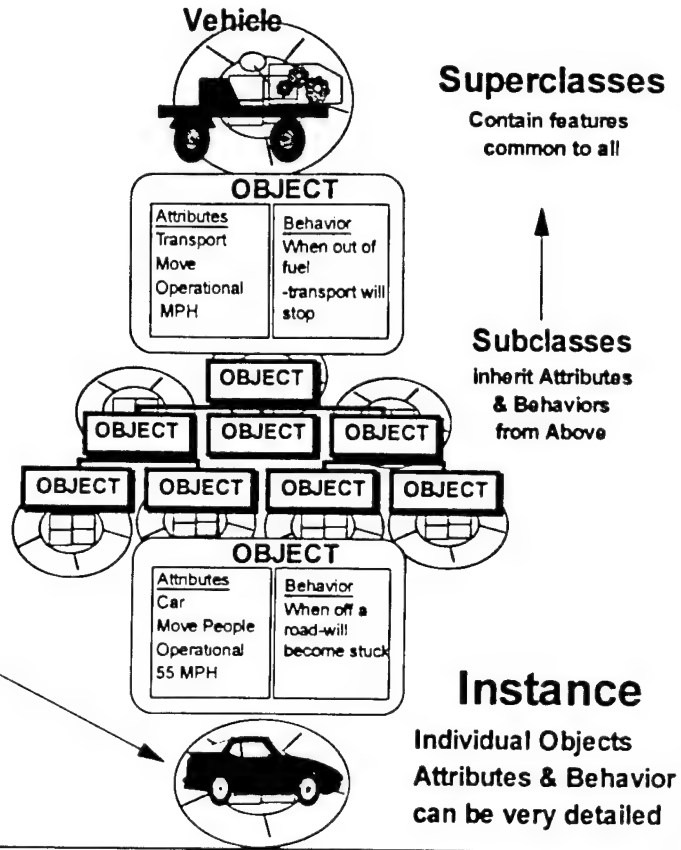 Vehicle
Superclasses
Contain features
common to all
OBJECT
Attributes
Transport
Move
Operational
MPH
Behavior
When out of
fuel
-transport will
stop
Subclasses
inherit Attributes
& Behaviors
from Above
OBJECT
OBJECT OBJECT OBJECT
OBJECT OBJECT OBJECT OBJECT
OBJECT
Attributes
Car
Move People
Operational
55 MPH
Behavior
When off a
road-will
become stuck
Instance
Individual Objects
Attributes & Behavior
can be very detailed